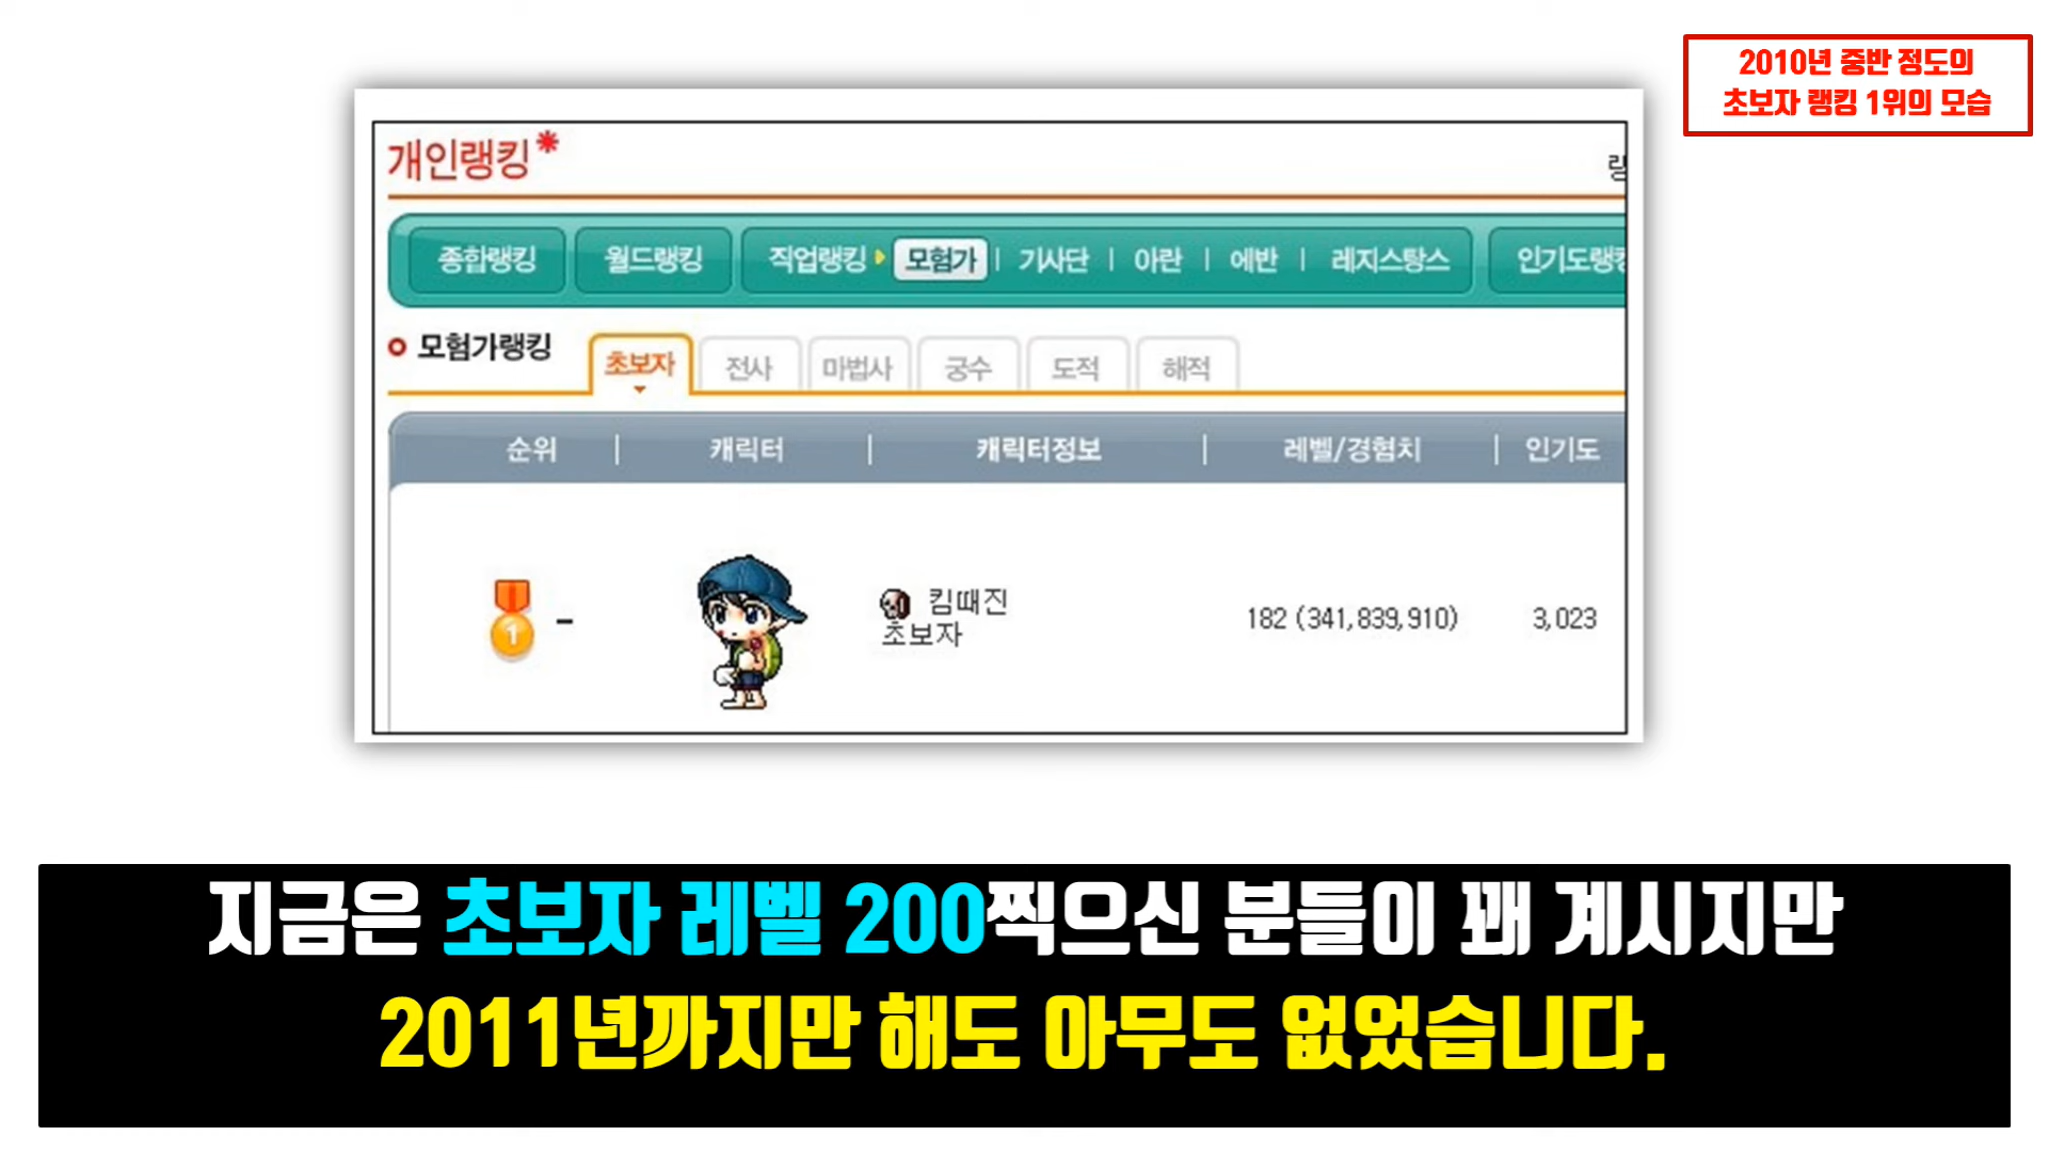 2010년 중반 정도의
초보자 랭킹 1위의 모습
개인랭킹*
종합랭킹 월드랭킹 직업랭킹 모험가 | 기사단 | 아란 | 에반 | 레지스탕스 인기도랭킹
모험가랭킹 초보자 전사 마법사 궁수 도적 해적
순위 | 캐릭터 | 캐릭터정보 | 레벨/경험치 | 인기도
1 - 킴때진 182 (341,839,910) 3,023
초보자
지금은 초보자 레벨 200찍으신 분들이 꽤 계시지만
2011년까지만 해도 아무도 없었습니다.